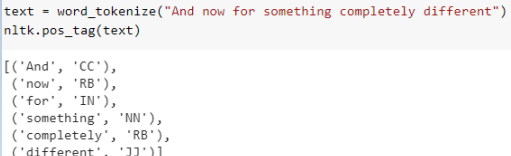 text = word_tokenize("And now for something completely different")
nltk.pos_tag(text)
[('And', 'CC'),
('now', 'RB'),
('for', 'IN'),
('something', 'NN'),
('completely', 'RB'),
('different', 'JJ')]